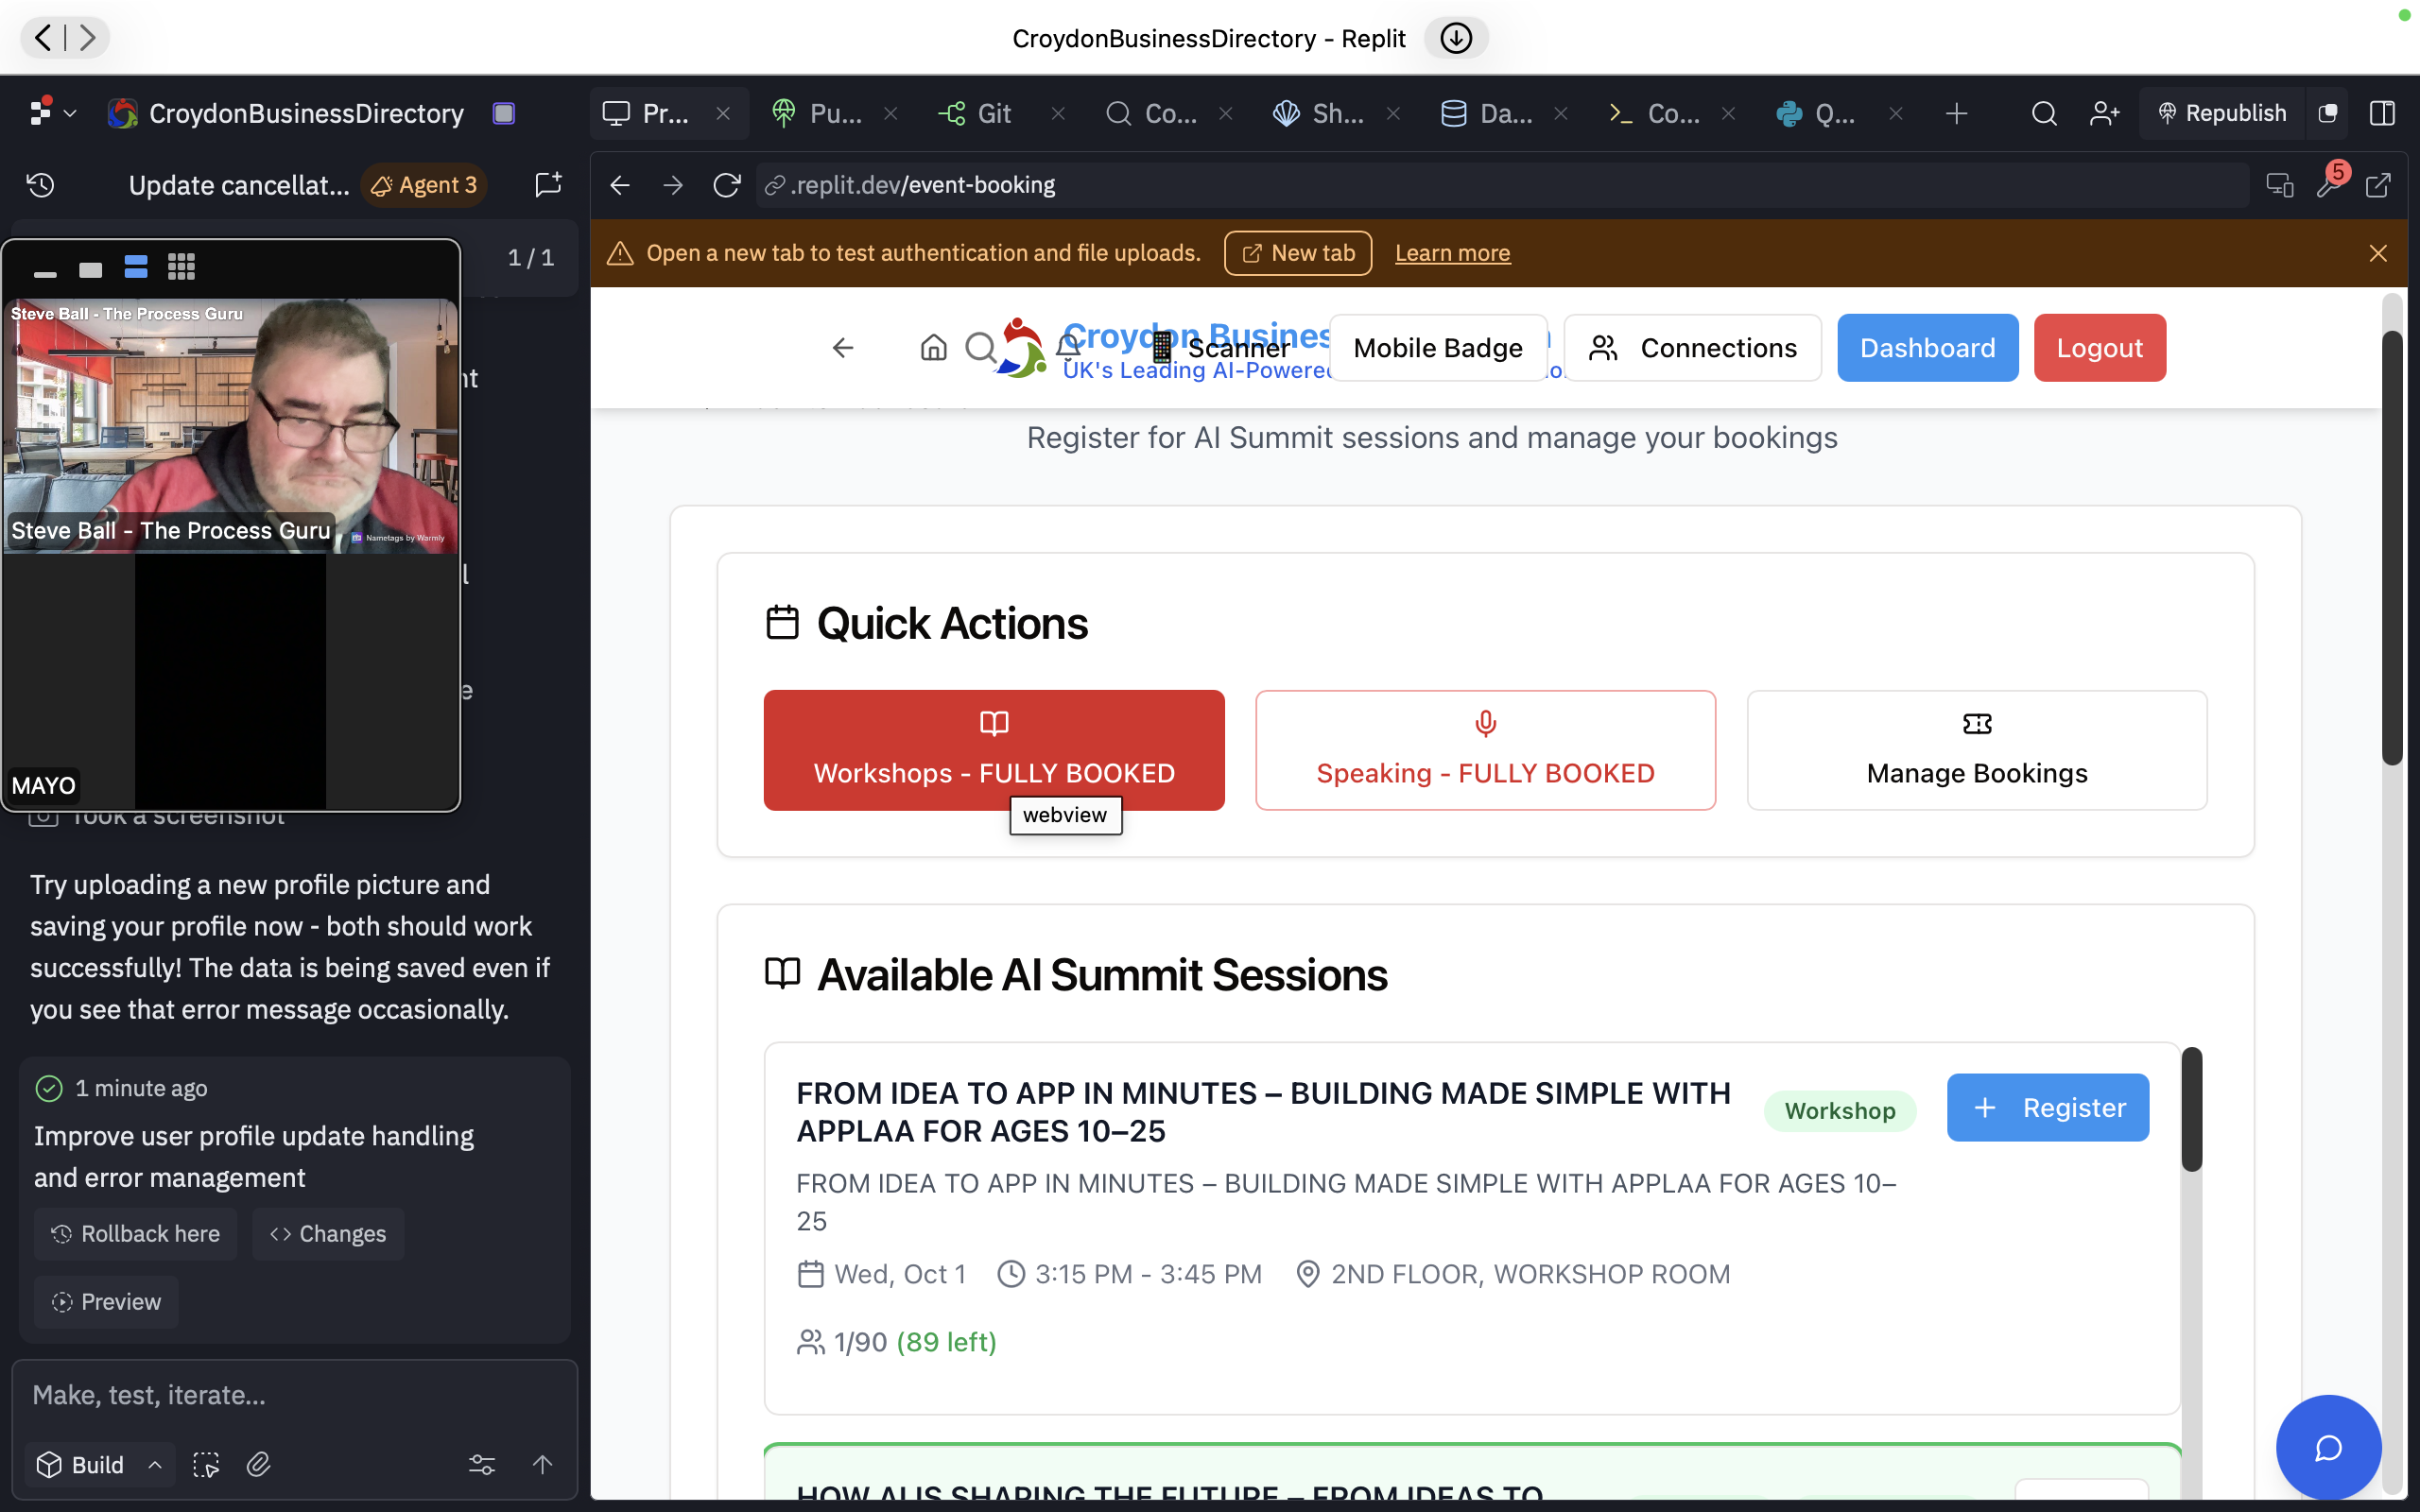 CroydonBusinessDirectory - Replit
CroydonBusinessDirectory
Pr...
Pu...
Git
Co...
Sh...
Da...
Co...
Q...
Republish
Update cancellat...
Agent 3
.replit.dev/event-booking
5
1 / 1
Open a new tab to test authentication and file uploads.
New tab
Learn more
Steve Ball - The Process Guru
Steve Ball - The Process Guru
Nametags by Warmly
MAYO
Took a screenshot
Try uploading a new profile picture and
saving your profile now - both should work
successfully! The data is being saved even if
you see that error message occasionally.
1 minute ago
Improve user profile update handling
and error management
Rollback here
Changes
Preview
Make, test, iterate...
Build
Croydon Busines
UK's Leading AI-Powered
Scanner
Mobile Badge
Connections
Dashboard
Logout
Register for AI Summit sessions and manage your bookings
Quick Actions
Workshops - FULLY BOOKED
Speaking - FULLY BOOKED
Manage Bookings
webview
Available AI Summit Sessions
FROM IDEA TO APP IN MINUTES – BUILDING MADE SIMPLE WITH
APPLAA FOR AGES 10–25
Workshop
Register
FROM IDEA TO APP IN MINUTES – BUILDING MADE SIMPLE WITH APPLAA FOR AGES 10–
25
Wed, Oct 1
3:15 PM - 3:45 PM
2ND FLOOR, WORKSHOP ROOM
1/90 (89 left)
HOW AI IS SHAPING THE FUTURE – FROM IDEAS TO